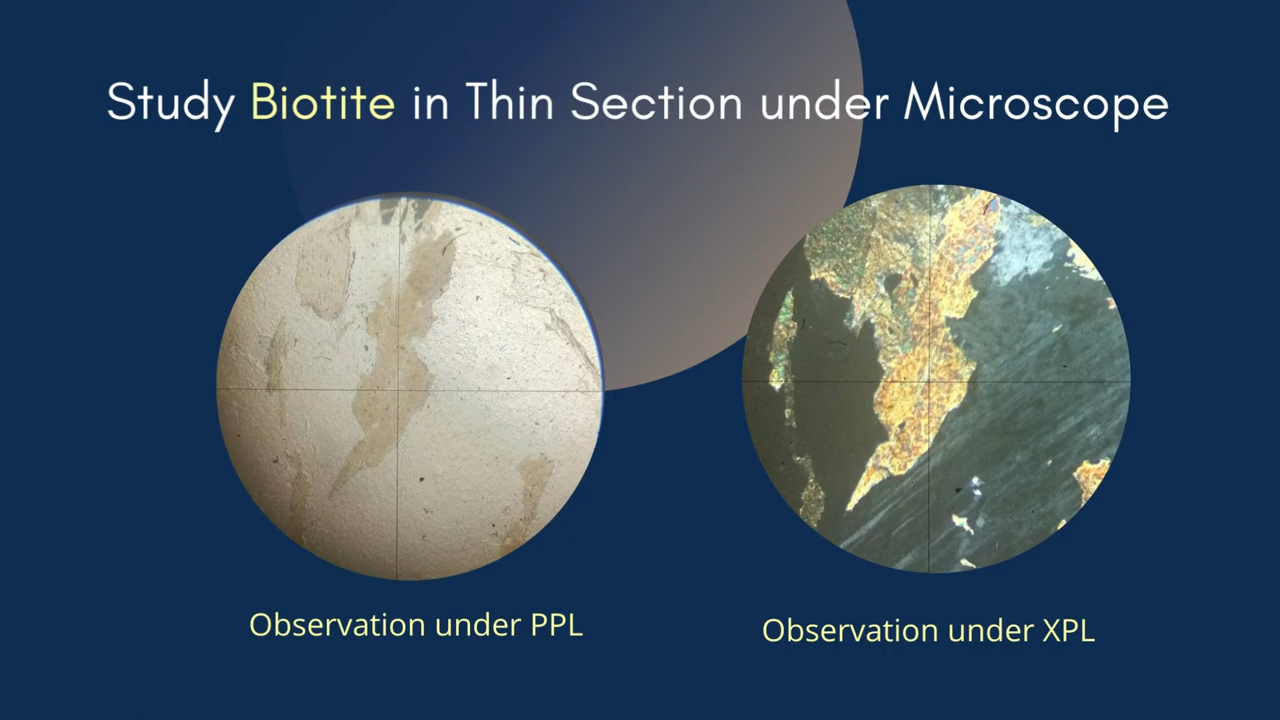 Study Biotite in Thin Section under Microscope
Observation under PPL
Observation under XPL